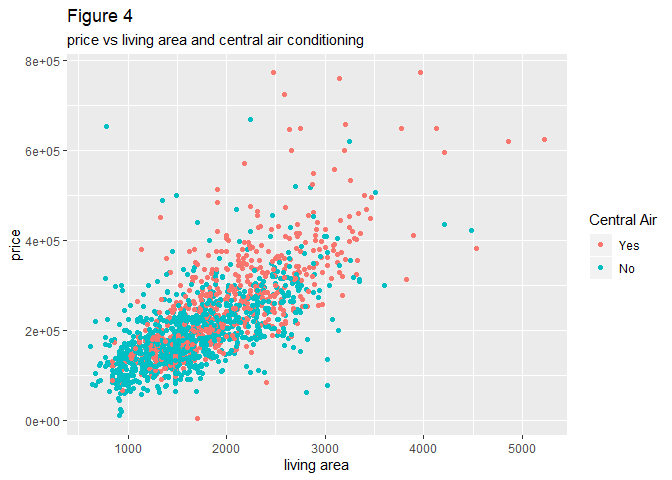 Figure 4
price vs living area and central air conditioning
8e+05
6e+05
4e+05
2e+05
0e+00
price
1000 2000 3000 4000 5000
living area
Central Air
Yes
No